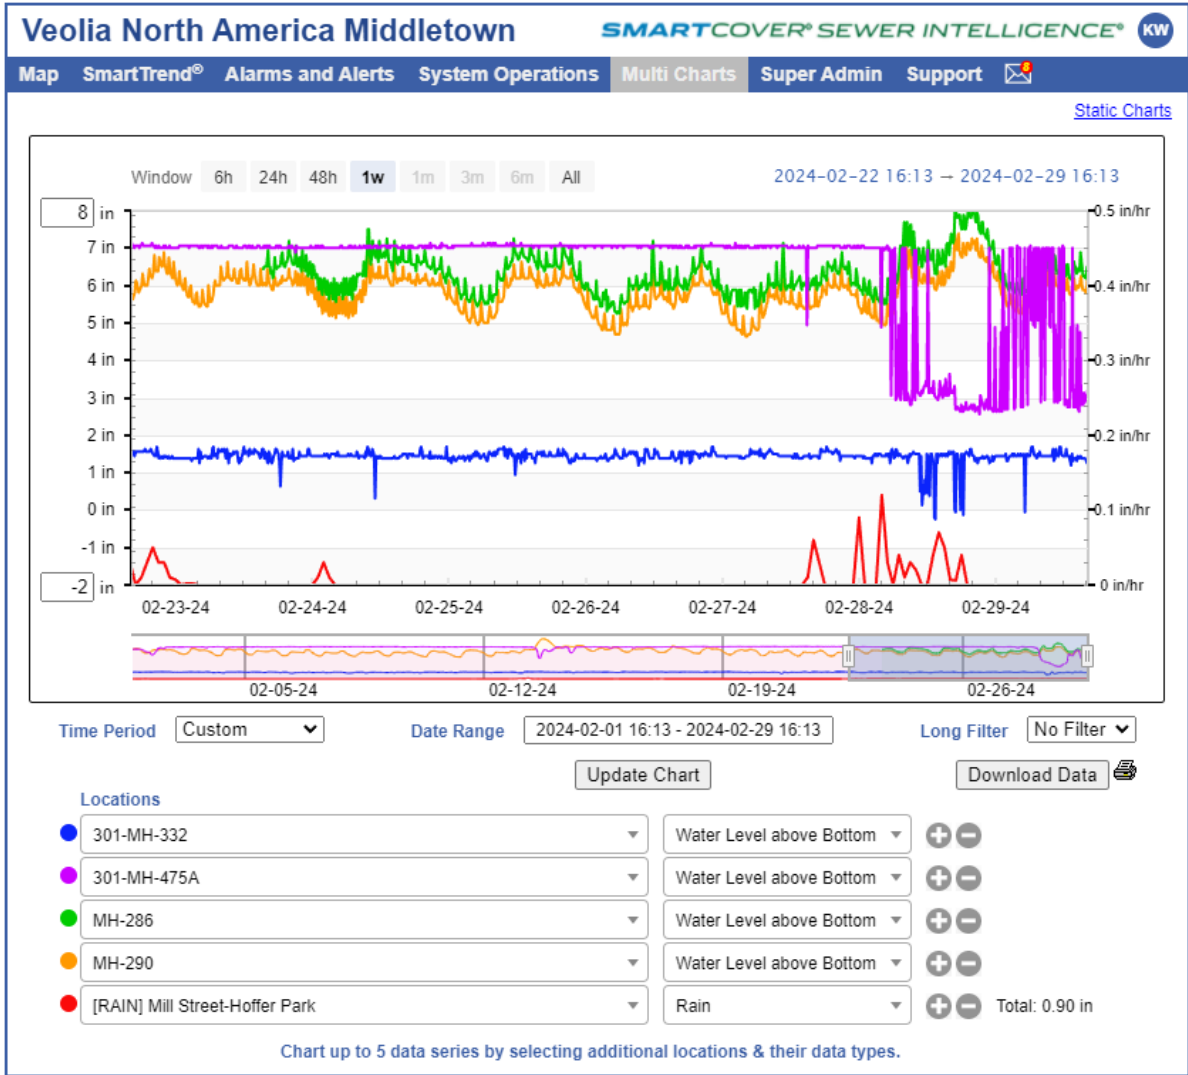 Veolia North America Middletown SMARTCOVER® SEWER INTELLIGENCE® KW
Map SmartTrend® Alarms and Alerts System Operations Multi Charts Super Admin Support 8
Static Charts
Window 6h 24h 48h 1w 1m 3m 6m All 2024-02-22 16:13 → 2024-02-29 16:13
8 in 0.5 in/hr
7 in
6 in 0.4 in/hr
5 in
4 in 0.3 in/hr
3 in
2 in 0.2 in/hr
1 in
0 in 0.1 in/hr
-1 in
-2 in 0 in/hr
02-23-24 02-24-24 02-25-24 02-26-24 02-27-24 02-28-24 02-29-24
02-05-24 02-12-24 02-19-24 02-26-24
Time Period Custom Date Range 2024-02-01 16:13 - 2024-02-29 16:13 Long Filter No Filter
Update Chart Download Data
Locations
301-MH-332 Water Level above Bottom
301-MH-475A Water Level above Bottom
MH-286 Water Level above Bottom
MH-290 Water Level above Bottom
[RAIN] Mill Street-Hoffer Park Rain Total: 0.90 in
Chart up to 5 data series by selecting additional locations & their data types.